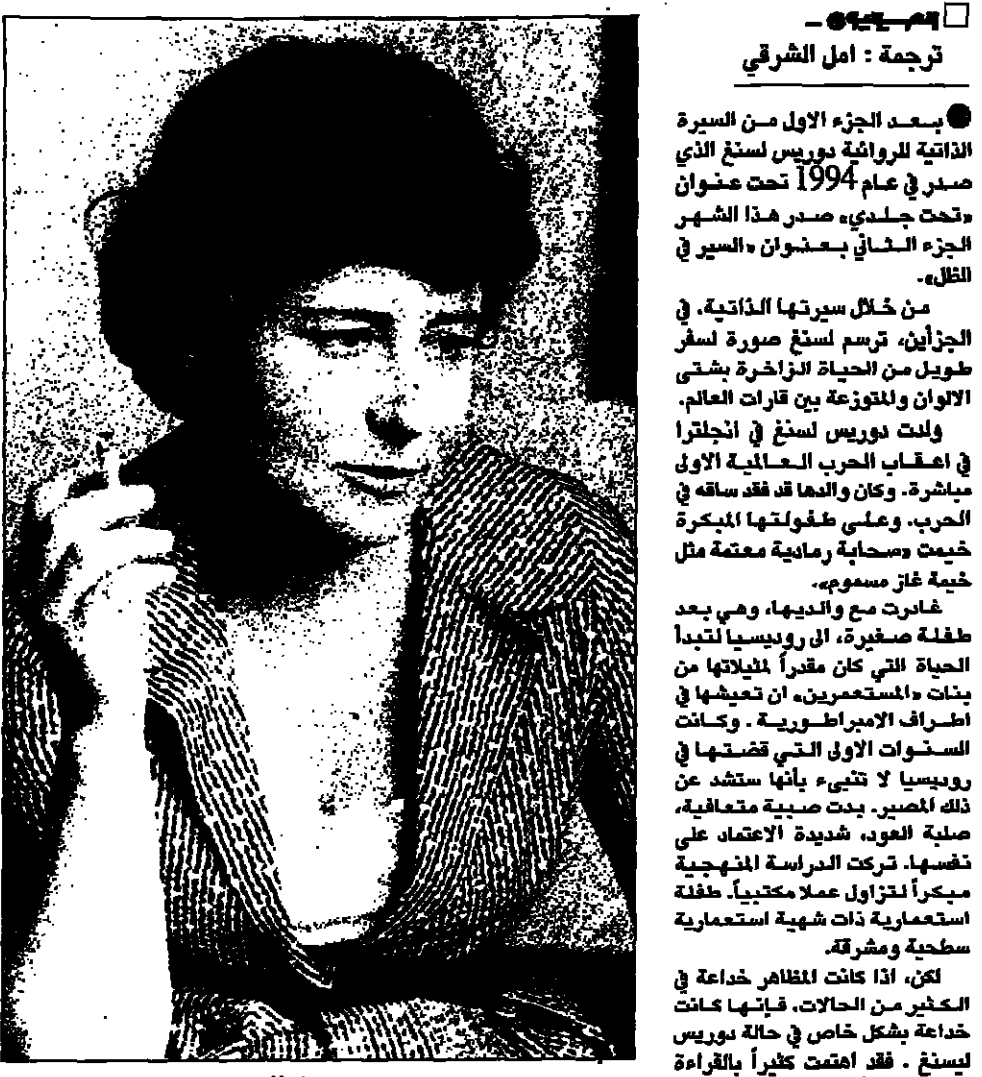 ترجمة : امل الشرقي
بـعـد الجزء الاول مـن السيرة
الذاتية للروائية دوريس لسنغ الذي
صدر في عام 1994 تحت عنوان
«تحت جلدي» صدر هذا الشهر
الجزء الثاني بعنوان «السير في
الظل».
من خلال سيرتها الذاتية، في
الجزأين، ترسم لسنغ صورة لسفر
طويل من الحياة الزاخرة بشتى
الالوان والمتوزعة بين قارات العالم.
ولدت دوريس لسنغ في انجلترا
في اعقاب الحرب العالمية الاولى
مباشرة. وكان والدها قد فقد ساقه في
الحرب. وعلى طفولتها المبكرة
خيمت «سحابة رمادية معتمة مثل
خيمة غاز مسموم».
غادرت مع والديها، وهي بعد
طفلة صغيرة، الى روديسيا لتبدأ
الحياة التي كان مقدراً لمثيلاتها من
بنات «المستعمرين» ان تعيشها في
اطراف الامبراطورية . وكانت
السنوات الاولى التي قضتها في
روديسيا لا تنبىء بأنها ستشد عن
ذلك المصير. بدت صبية متعافية،
صلبة العود، شديدة الاعتماد على
نفسها. تركت الدراسة المنهجية
مبكراً لتزاول عملا مكتبياً. طفلة
استعمارية ذات شهية استعمارية
سطحية ومشرقة.
لكن، اذا كانت المظاهر خداعة في
الكثير من الحالات، فإنها كانت
خداعة بشكل خاص في حالة دوريس
ليسنغ . فقد اهتمت كثيراً بالقراءة